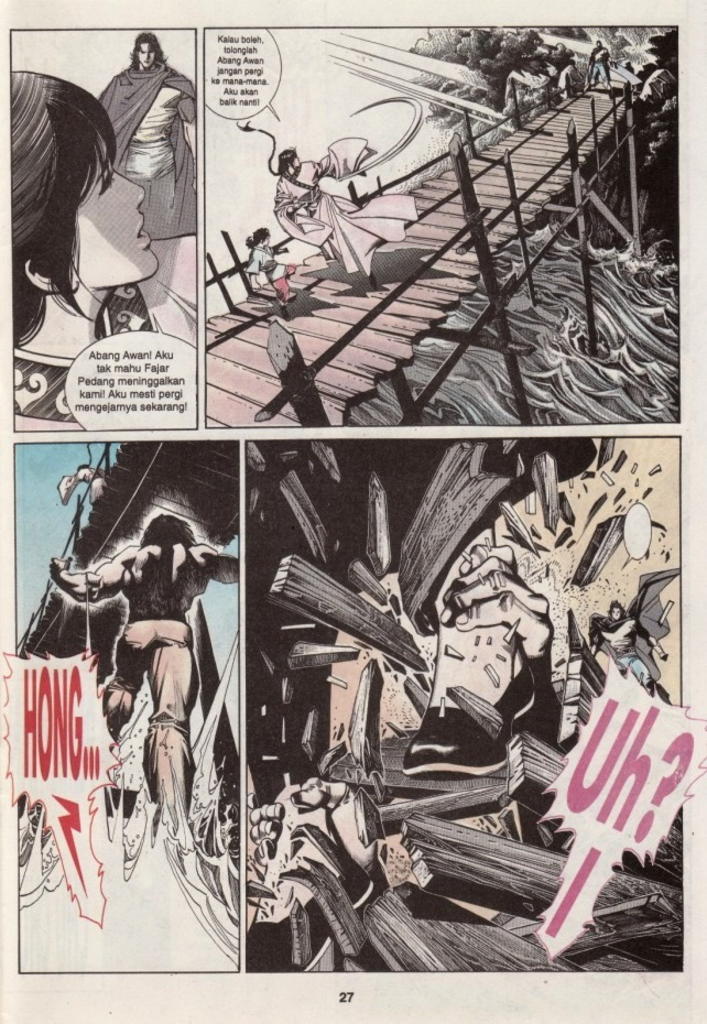 Kalau boleh,
tolonglah
Abang Awan
jangan pergi
ke mana-mana.
Aku akan
balik nanti!
Abang Awan! Aku
tak mahu Fajar
Pedang meninggalkan
kami! Aku mesti pergi
mengejarnya sekarang!
HONG...
Uh?
27